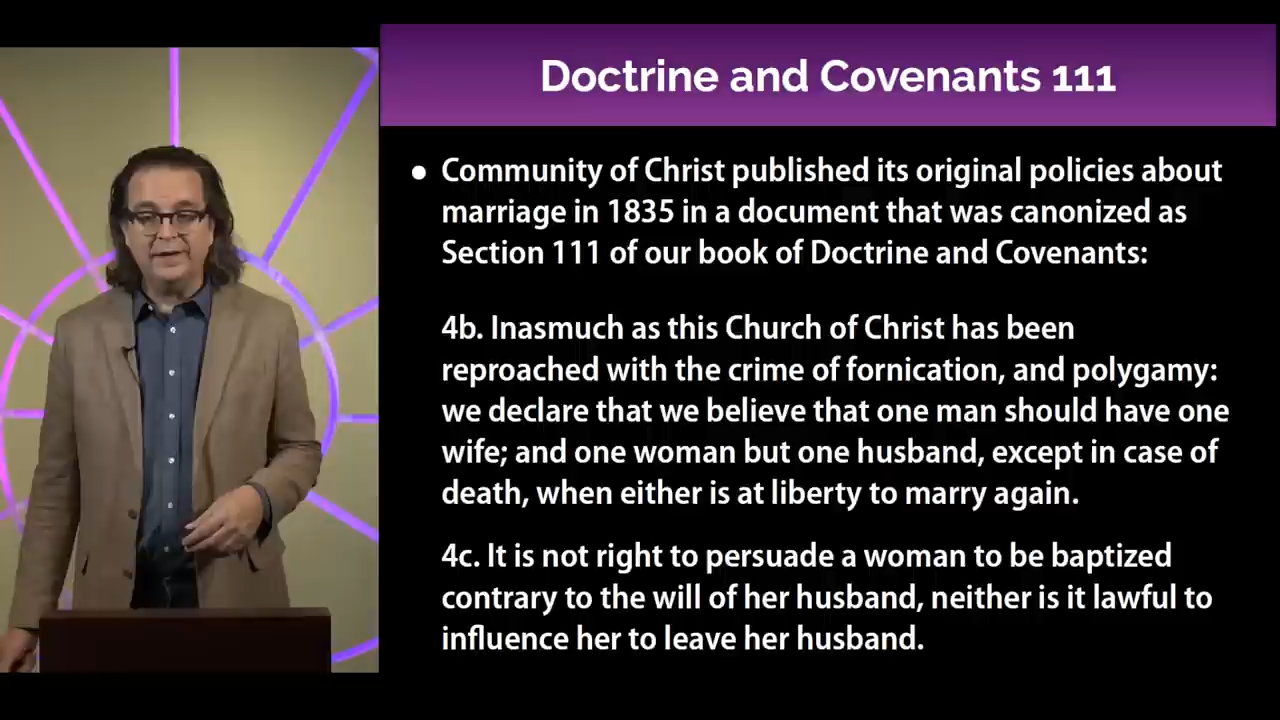 Doctrine and Covenants 111
• Community of Christ published its original policies about
marriage in 1835 in a document that was canonized as
Section 111 of our book of Doctrine and Covenants:
4b. Inasmuch as this Church of Christ has been
reproached with the crime of fornication, and polygamy:
we declare that we believe that one man should have one
wife; and one woman but one husband, except in case of
death, when either is at liberty to marry again.
4c. It is not right to persuade a woman to be baptized
contrary to the will of her husband, neither is it lawful to
influence her to leave her husband.